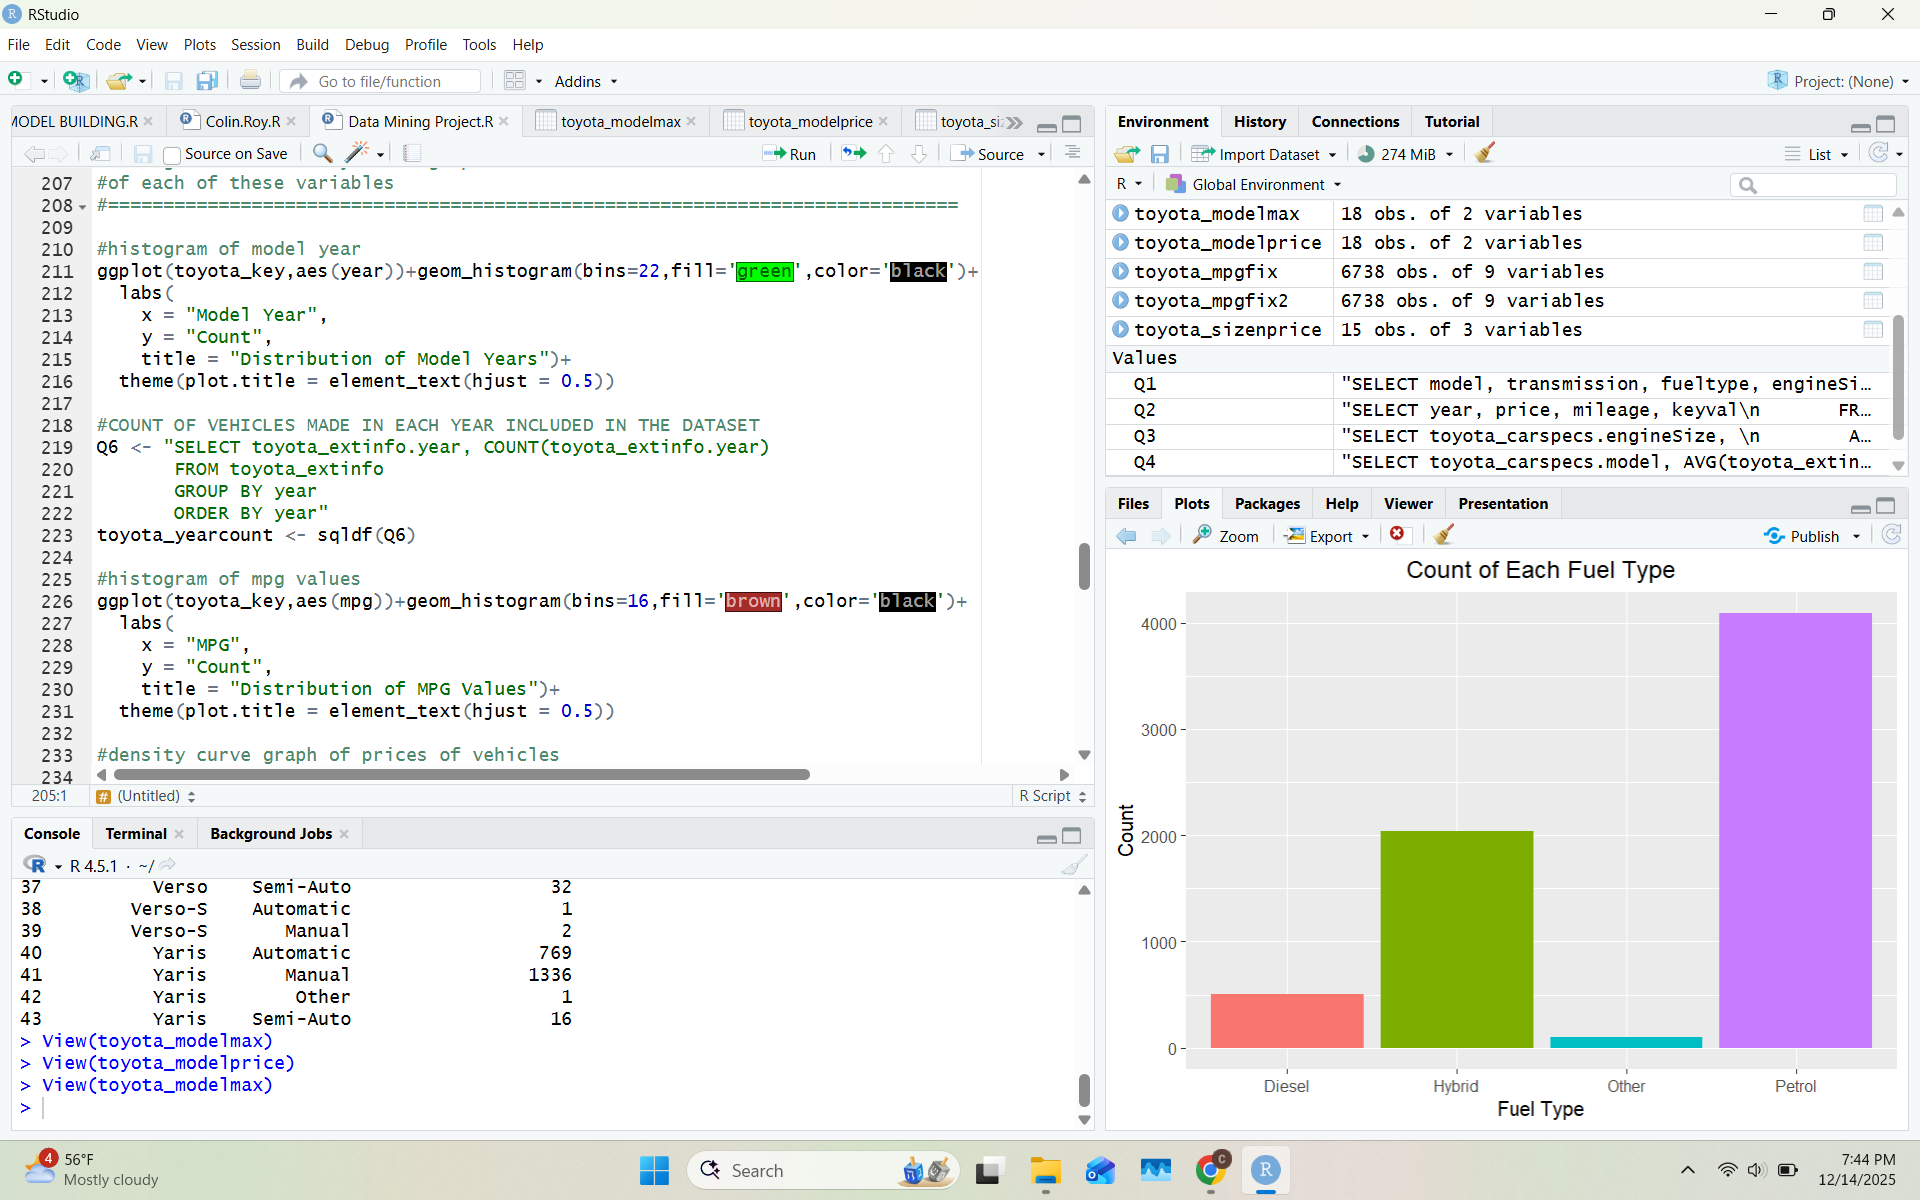 RStudio
File Edit Code View Plots Session Build Debug Profile Tools Help
Go to file/function Addins Project: (None)
MODEL BUILDING.R Colin.Roy.R Data Mining Project.R toyota_modelmax toyota_modelprice toyota_siz
Source on Save Run Source
207 #of each of these variables
208 #=============================================================================
209
210 #histogram of model year
211 ggplot(toyota_key,aes(year))+geom_histogram(bins=22,fill='green',color='black')+
212 labs(
213 x = "Model Year",
214 y = "Count",
215 title = "Distribution of Model Years")+
216 theme(plot.title = element_text(hjust = 0.5))
217
218 #COUNT OF VEHICLES MADE IN EACH YEAR INCLUDED IN THE DATASET
219 Q6 <- "SELECT toyota_extinfo.year, COUNT(toyota_extinfo.year)
220 FROM toyota_extinfo
221 GROUP BY year
222 ORDER BY year"
223 toyota_yearcount <- sqldf(Q6)
224
225 #histogram of mpg values
226 ggplot(toyota_key,aes(mpg))+geom_histogram(bins=16,fill='brown',color='black')+
227 labs(
228 x = "MPG",
229 y = "Count",
230 title = "Distribution of MPG Values")+
231 theme(plot.title = element_text(hjust = 0.5))
232
233 #density curve graph of prices of vehicles
234
205:1 # (Untitled) R Script
Console Terminal Background Jobs
R 4.5.1 · ~/
37 Verso Semi-Auto 32
38 Verso-S Automatic 1
39 Verso-S Manual 2
40 Yaris Automatic 769
41 Yaris Manual 1336
42 Yaris Other 1
43 Yaris Semi-Auto 16
> View(toyota_modelmax)
> View(toyota_modelprice)
> View(toyota_modelmax)
>
Environment History Connections Tutorial
Import Dataset 274 MiB List
R Global Environment
toyota_modelmax 18 obs. of 2 variables
toyota_modelprice 18 obs. of 2 variables
toyota_mpgfix 6738 obs. of 9 variables
toyota_mpgfix2 6738 obs. of 9 variables
toyota_sizenprice 15 obs. of 3 variables
Values
Q1 "SELECT model, transmission, fueltype, engineSi…
Q2 "SELECT year, price, mileage, keyval\n FR…
Q3 "SELECT toyota_carspecs.engineSize, \n A…
Q4 "SELECT toyota_carspecs.model, AVG(toyota_extin…
Files Plots Packages Help Viewer Presentation
Zoom Export Publish
Count of Each Fuel Type
4000
3000
2000
1000
0
Count
Diesel Hybrid Other Petrol
Fuel Type
4 56°F
Mostly cloudy
Search
C
R
7:44 PM
12/14/2025